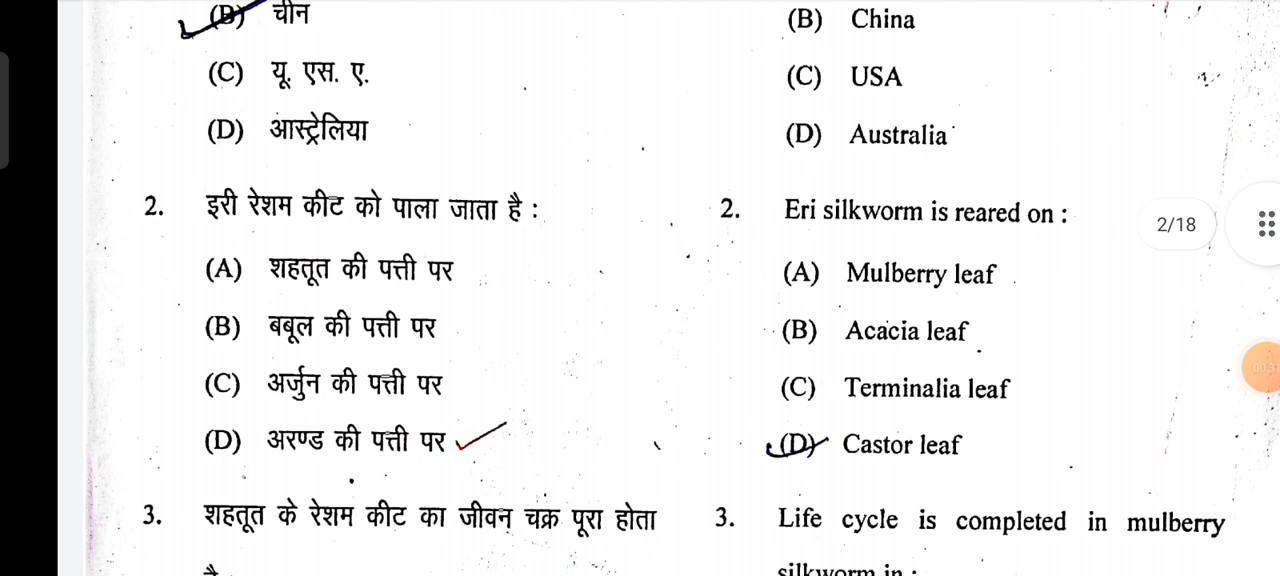 (B) चीन
(C) यू. एस. ए.
(D) आस्ट्रेलिया
2. इरी रेशम कीट को पाला जाता है :
(A) शहतूत की पत्ती पर
(B) बबूल की पत्ती पर
(C) अर्जुन की पत्ती पर
(D) अरण्ड की पत्ती पर
3. शहतूत के रेशम कीट का जीवन चक्र पूरा होता
(B) China
(C) USA
(D) Australia
2. Eri silkworm is reared on :
(A) Mulberry leaf
(B) Acacia leaf
(C) Terminalia leaf
(D) Castor leaf
3. Life cycle is completed in mulberry
silkworm in :
2/18